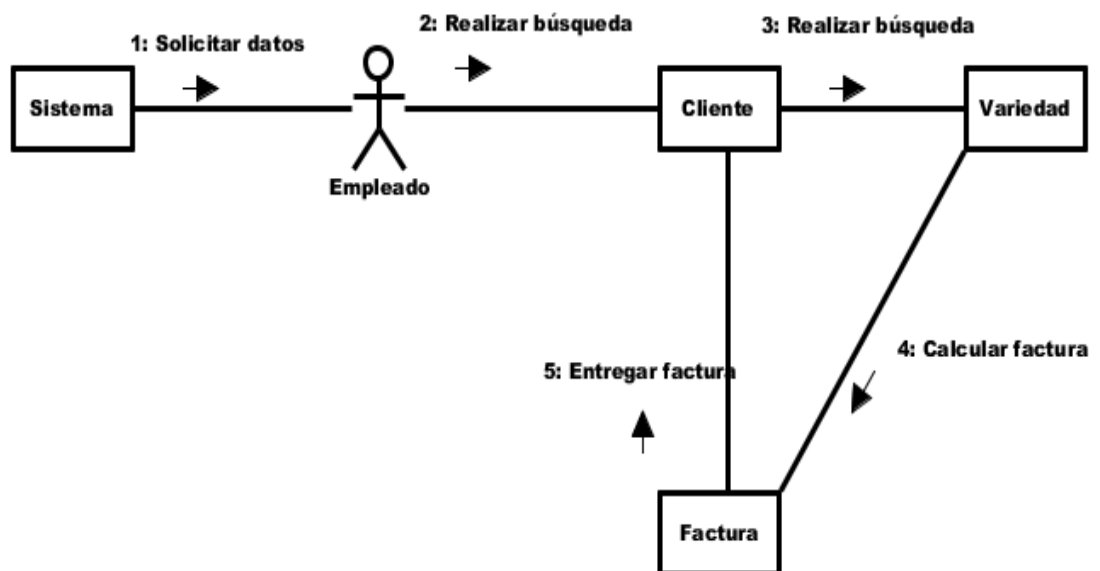 1: Solicitar datos
2: Realizar búsqueda
3: Realizar búsqueda
Sistema
Cliente
Variedad
Empleado
4: Calcular factura
5: Entregar factura
Factura